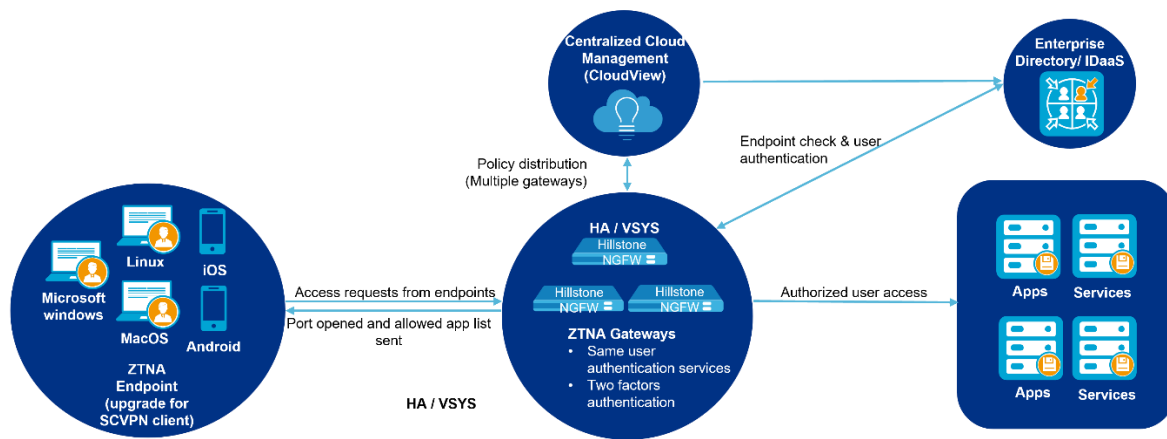 Centralized Cloud
Management
(CloudView)
Enterprise
Directory/ IDaaS
Endpoint check & user
authentication
Policy distribution
(Multiple gateways)
Linux
iOS
Microsoft
windows
MacOS
Android
ZTNA
Endpoint
(upgrade for
SCVPN client)
Access requests from endpoints
Port opened and allowed app list
sent
HA / VSYS
HA / VSYS
Hillstone
NGFW
Hillstone
NGFW
Hillstone
NGFW
ZTNA Gateways
• Same user
authentication services
• Two factors
authentication
Authorized user access
Apps
Services
Apps
Services